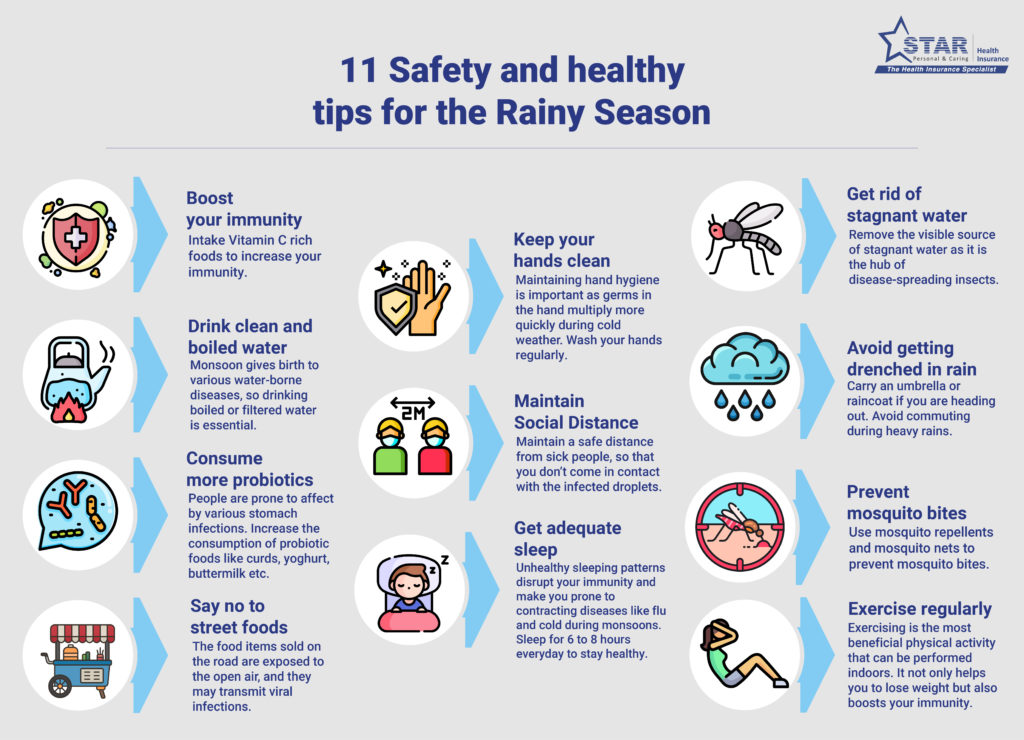 STAR
Health
Insurance
Personal & Caring
The Health Insurance Specialist
11 Safety and healthy
tips for the Rainy Season
Boost
your immunity
Intake Vitamin C rich
foods to increase your
immunity.
Drink clean and
boiled water
Monsoon gives birth to
various water-borne
diseases, so drinking
boiled or filtered water
is essential.
Consume
more probiotics
People are prone to affect
by various stomach
infections. Increase the
consumption of probiotic
foods like curds, yoghurt,
buttermilk etc.
Say no to
street foods
The food items sold on
the road are exposed to
the open air, and they
may transmit viral
infections.
Keep your
hands clean
Maintaining hand hygiene
is important as germs in
the hand multiply more
quickly during cold
weather. Wash your hands
regularly.
2M
Maintain
Social Distance
Maintain a safe distance
from sick people, so that
you don't come in contact
with the infected droplets.
z z
Get adequate
sleep
Unhealthy sleeping patterns
disrupt your immunity and
make you prone to
contracting diseases like flu
and cold during monsoons.
Sleep for 6 to 8 hours
everyday to stay healthy.
Get rid of
stagnant water
Remove the visible source
of stagnant water as it is
the hub of
disease-spreading insects.
Avoid getting
drenched in rain
Carry an umbrella or
raincoat if you are heading
out. Avoid commuting
during heavy rains.
Prevent
mosquito bites
Use mosquito repellents
and mosquito nets to
prevent mosquito bites.
Exercise regularly
Exercising is the most
beneficial physical activity
that can be performed
indoors. It not only helps
you to lose weight but also
boosts your immunity.